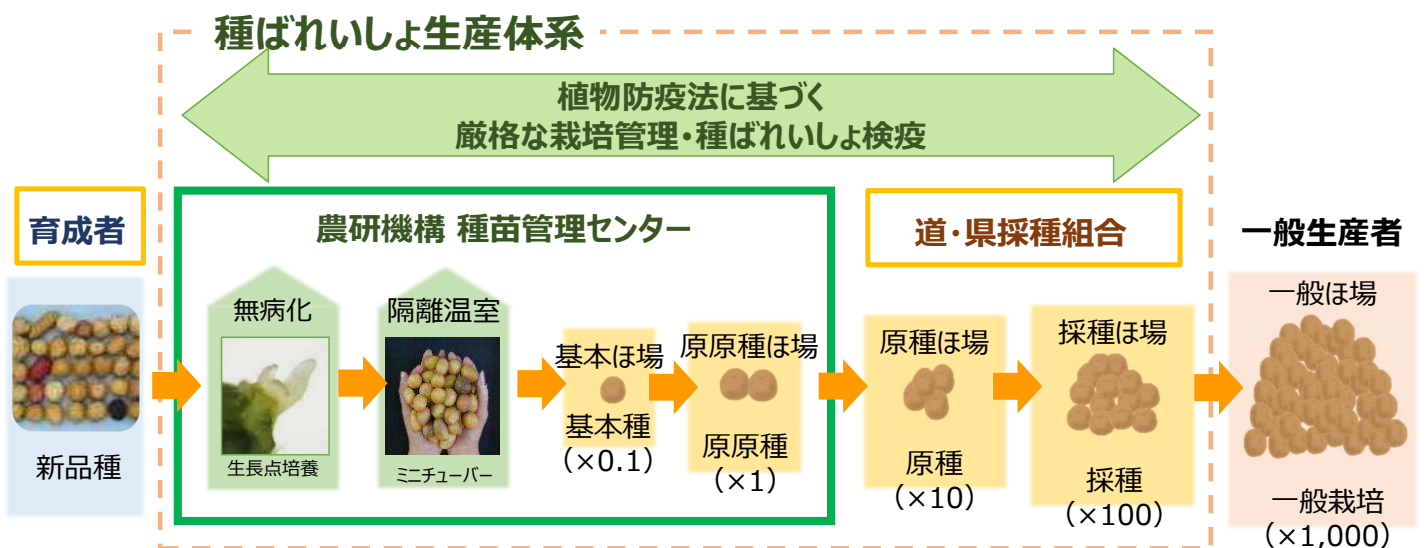 種ばれいしょ生産体系
植物防疫法に基づく
厳格な栽培管理・種ばれいしょ検疫
育成者
新品種
農研機構 種苗管理センター
無病化
生長点培養
隔離温室
ミニチューバー
基本ほ場
基本種
(×0.1)
原原種ほ場
原原種
(×1)
道・県採種組合
原種ほ場
原種
(×10)
採種ほ場
採種
(×100)
一般生産者
一般ほ場
一般栽培
(×1,000)